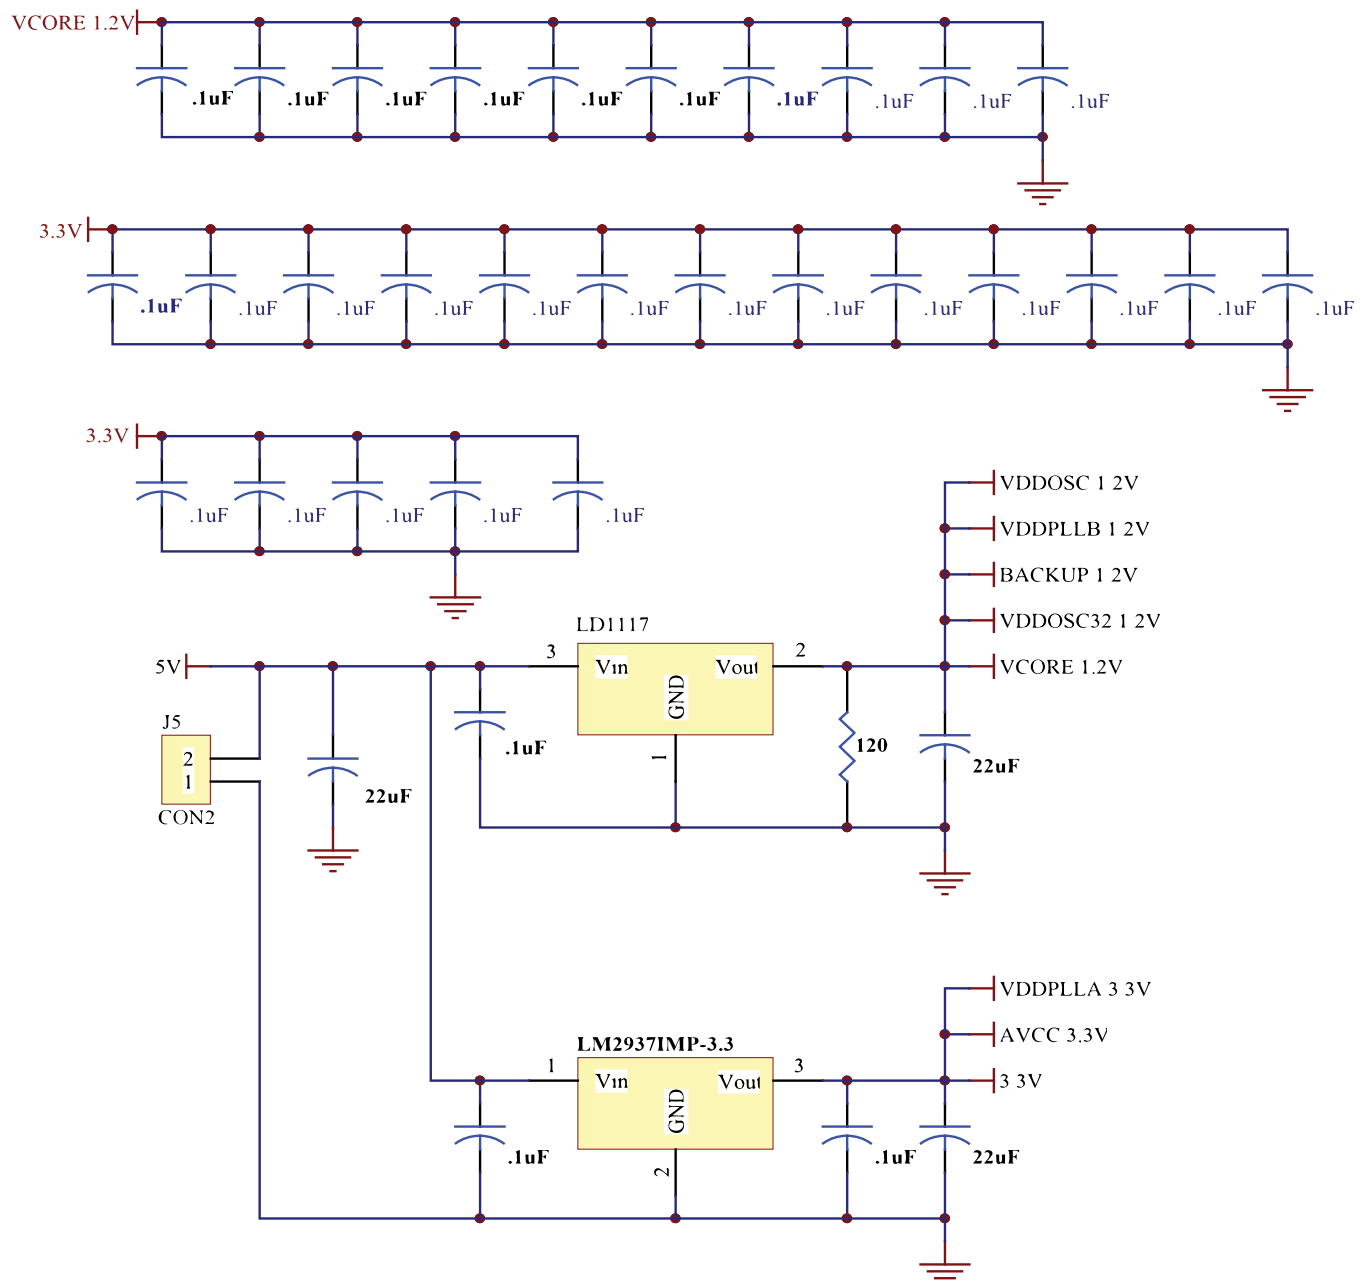 VCORE 1.2V
.1uF .1uF .1uF .1uF .1uF .1uF .1uF .1uF .1uF .1uF
3.3V
.1uF .1uF .1uF .1uF .1uF .1uF .1uF .1uF .1uF .1uF .1uF .1uF .1uF
3.3V
.1uF .1uF .1uF .1uF .1uF
VDDOSC 1 2V
VDDPLLB 1 2V
BACKUP 1 2V
VDDOSC32 1 2V
LD1117
5V 3 Vin Vout 2 VCORE 1.2V
GND
J5
2
1
CON2
22uF
.1uF
1
120
22uF
VDDPLLA 3 3V
AVCC 3.3V
LM2937IMP-3.3
1 Vin Vout 3 3 3V
GND
2
.1uF .1uF 22uF